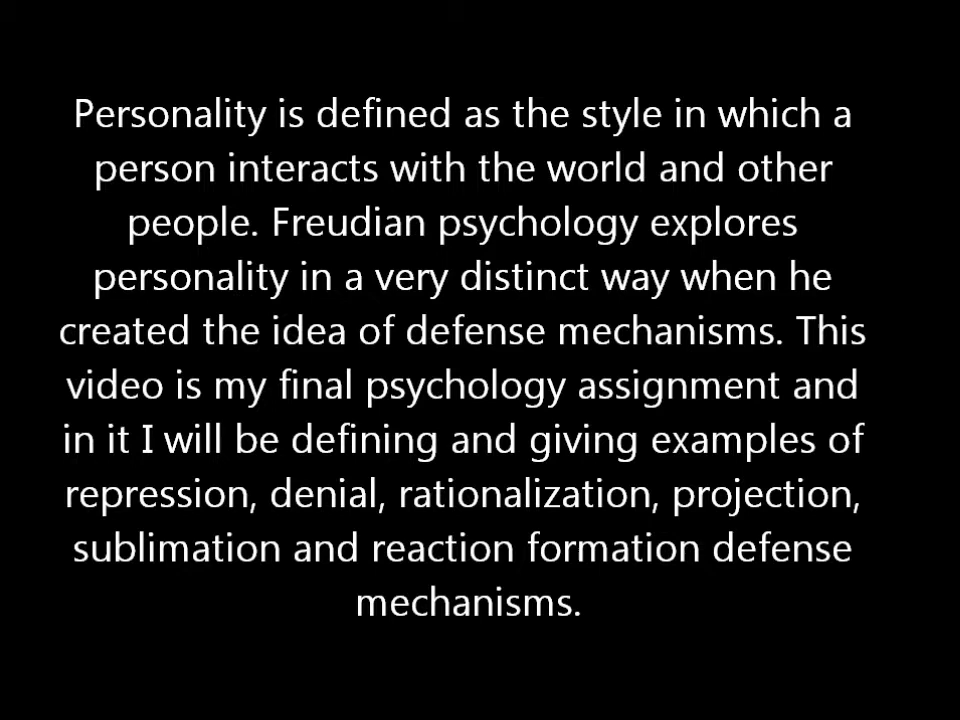 Personality is defined as the style in which a
person interacts with the world and other
people. Freudian psychology explores
personality in a very distinct way when he
created the idea of defense mechanisms. This
video is my final psychology assignment and
in it I will be defining and giving examples of
repression, denial, rationalization, projection,
sublimation and reaction formation defense
mechanisms.